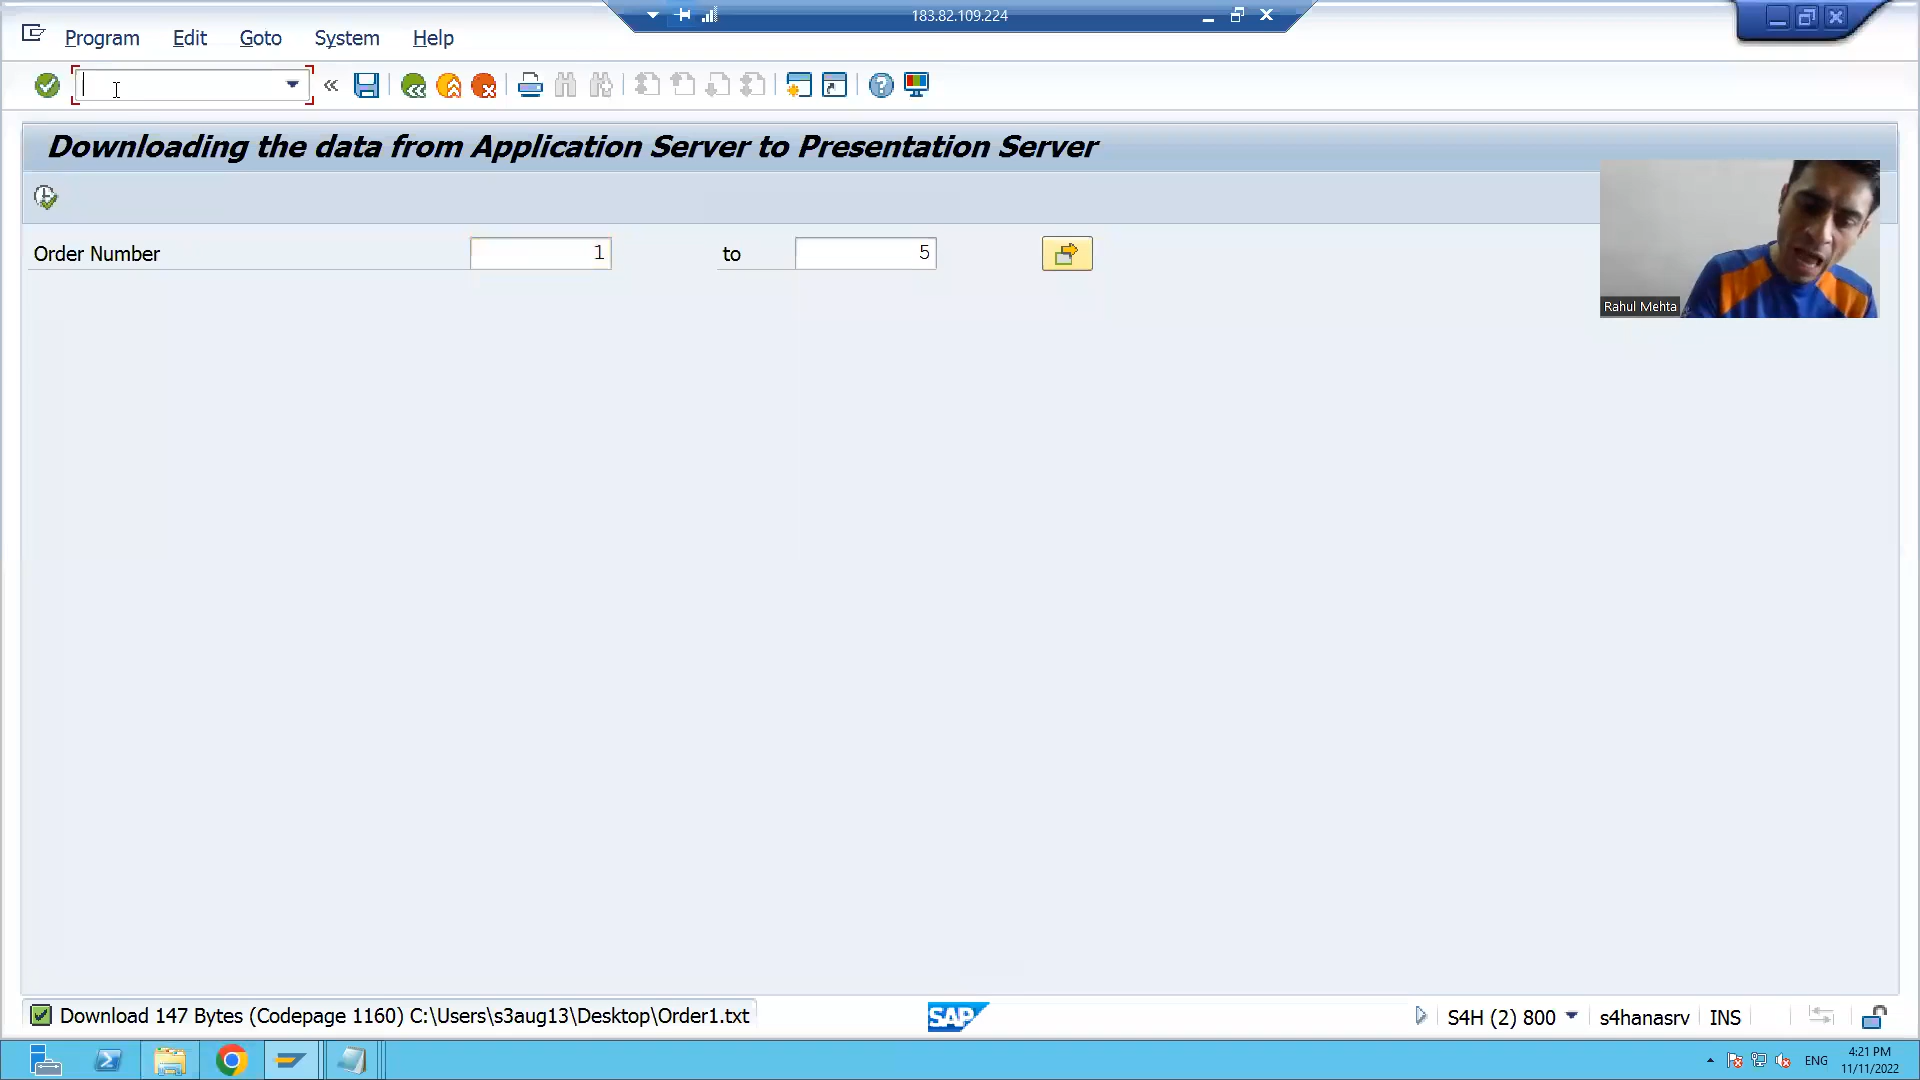 183.82.109.224
Program Edit Goto System Help
Downloading the data from Application Server to Presentation Server
Order Number 1 to 5
Rahul Mehta
Download 147 Bytes (Codepage 1160) C:\Users\s3aug13\Desktop\Order1.txt
SAP
S4H (2) 800 s4hanasrv INS
ENG
4:21 PM
11/11/2022